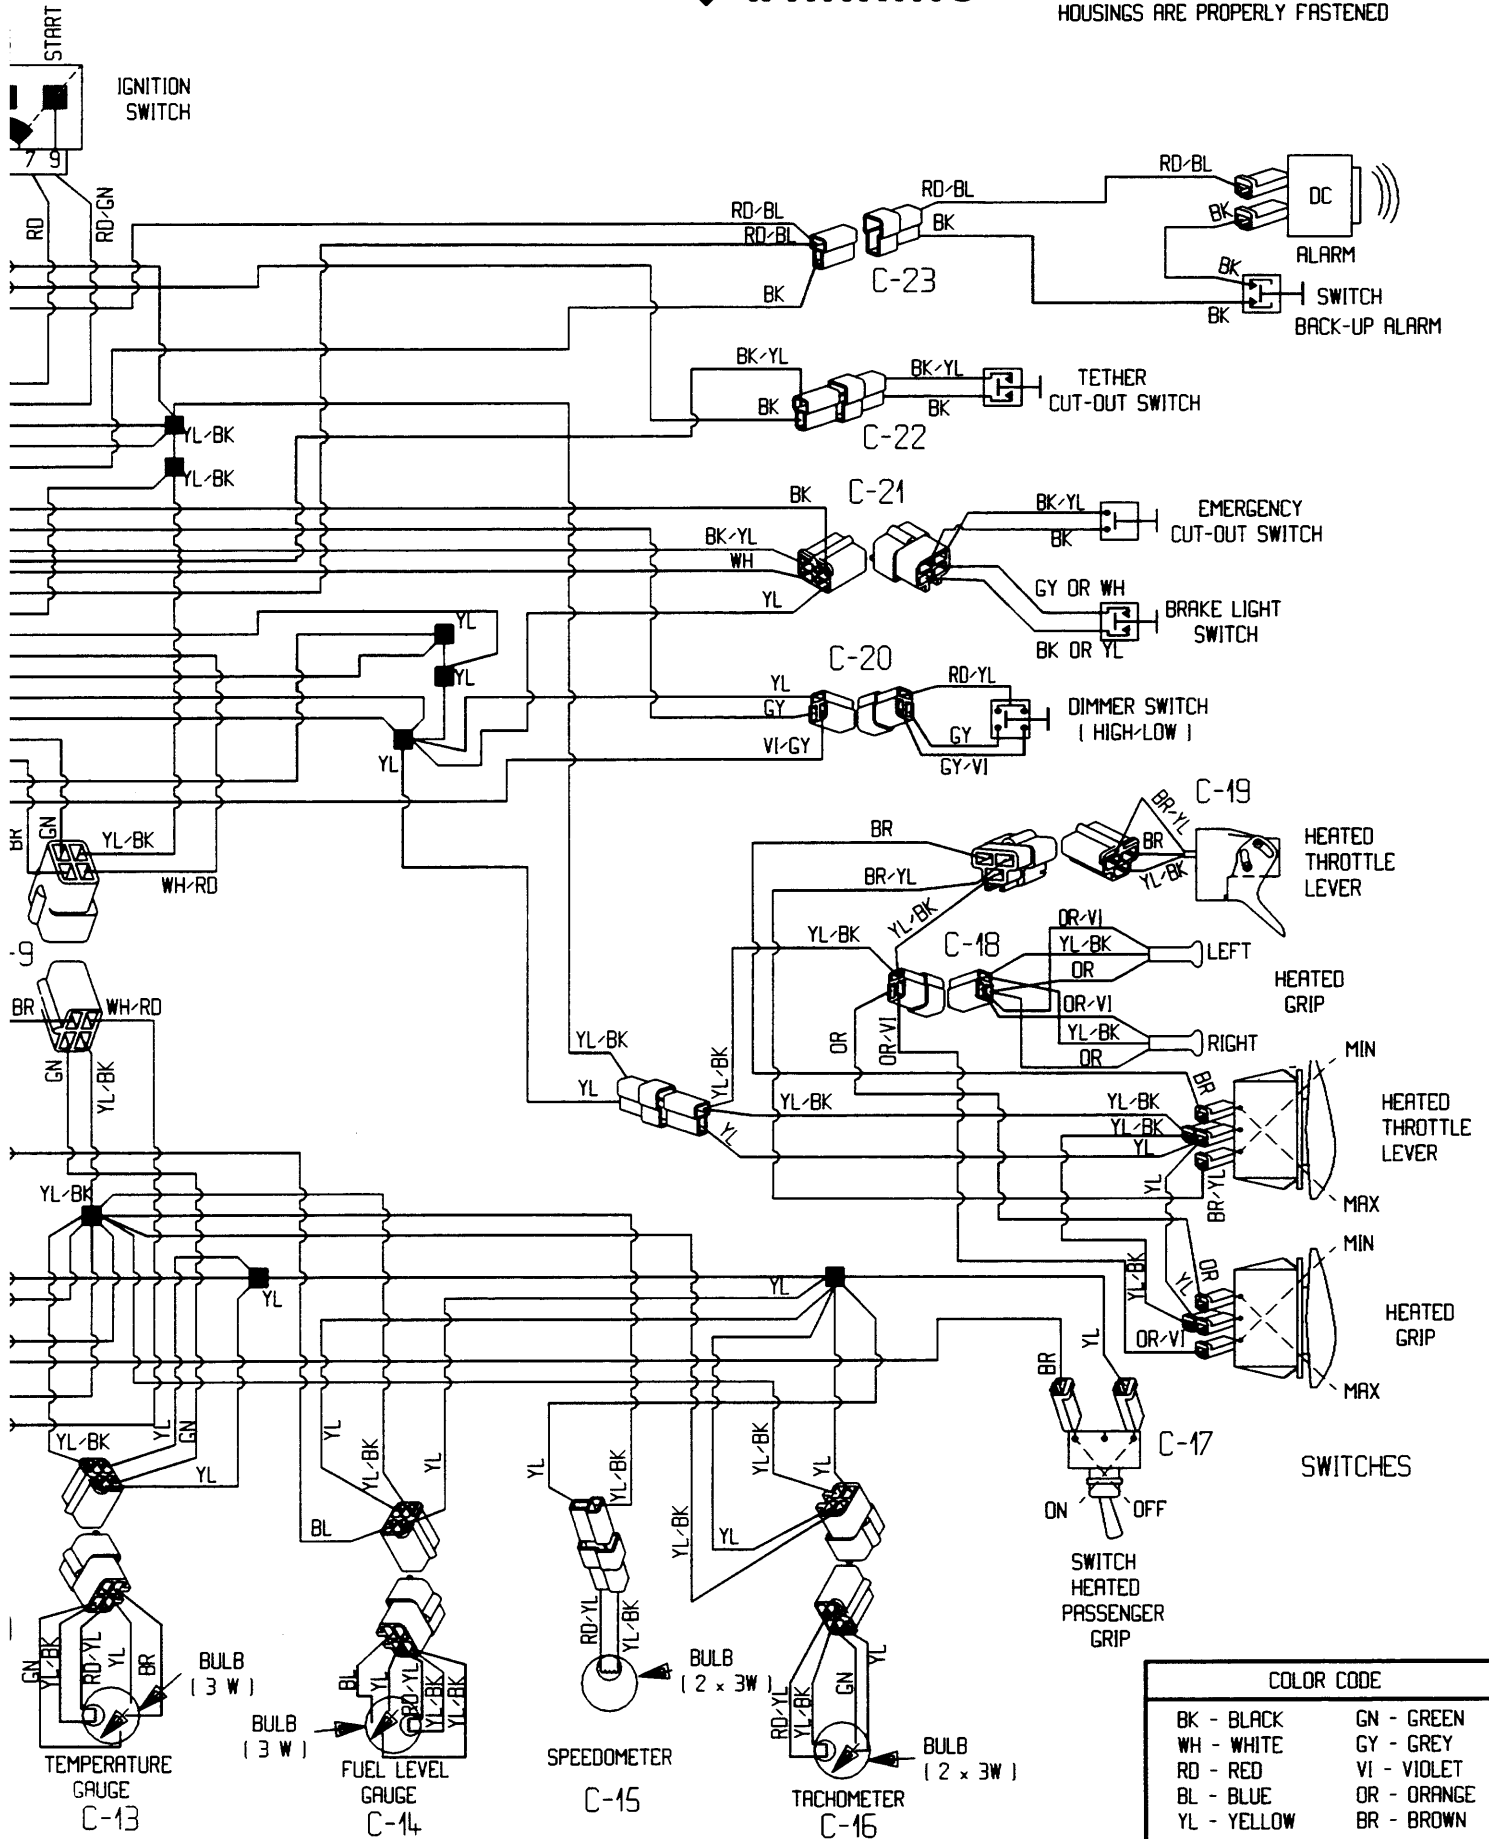 HOUSINGS ARE PROPERLY FASTENED
START
IGNITION
SWITCH
7 9
RD
RD/GN
RD/BL
RD/BL
BK
RD/BL
BK
C-23
RD/BL
BK
DC
ALARM
BK
BK
SWITCH
BACK-UP ALARM
BK/YL
BK
BK/YL
BK
C-22
TETHER
CUT-OUT SWITCH
YL/BK
YL/BK
C-21
BK
BK/YL
WH
YL
BK/YL
BK
EMERGENCY
CUT-OUT SWITCH
GY OR WH
BK OR YL
BRAKE LIGHT
SWITCH
YL
YL
YL
C-20
YL
GY
VI/GY
RD/YL
GY
GY/VI
DIMMER SWITCH
( HIGH/LOW )
BR
GN
YL/BK
WH/RD
-9
BR
WH/RD
GN
YL/BK
C-19
BR
BR/YL
YL/BK
BR/YL
BR
YL/BK
HEATED
THROTTLE
LEVER
YL/BK
C-18
OR
OR/VI
OR/VI
YL/BK
OR
LEFT
OR/VI
YL/BK
OR
RIGHT
HEATED
GRIP
YL/BK
YL
YL/BK
YL
YL/BK
BR
YL/BK
YL/BK
YL
YL
BR/YL
MIN
HEATED
THROTTLE
LEVER
MAX
YL/BK
OR
YL
OR/VI
MIN
HEATED
GRIP
MAX
YL/BK
YL
YL
BR
YL
C-17
ON
OFF
SWITCH
HEATED
PASSENGER
GRIP
SWITCHES
YL/BK
YL
GN
YL
GN
YL/BK
RD/YL
YL
BR
BULB
( 3 W )
TEMPERATURE
GAUGE
C-13
YL
YL/BK
YL
BL
BL
YL
RD/YL
YL/BK
YL/BK
BULB
( 3 W )
FUEL LEVEL
GAUGE
C-14
YL
YL/BK
RD/YL
YL/BK
BULB
( 2 x 3W )
SPEEDOMETER
C-15
YL/BK
YL/BK
YL
YL
RD/YL
YL/BK
GN
YL
BULB
( 2 x 3W )
TACHOMETER
C-16
COLOR CODE
BK - BLACK GN - GREEN
WH - WHITE GY - GREY
RD - RED VI - VIOLET
BL - BLUE OR - ORANGE
YL - YELLOW BR - BROWN